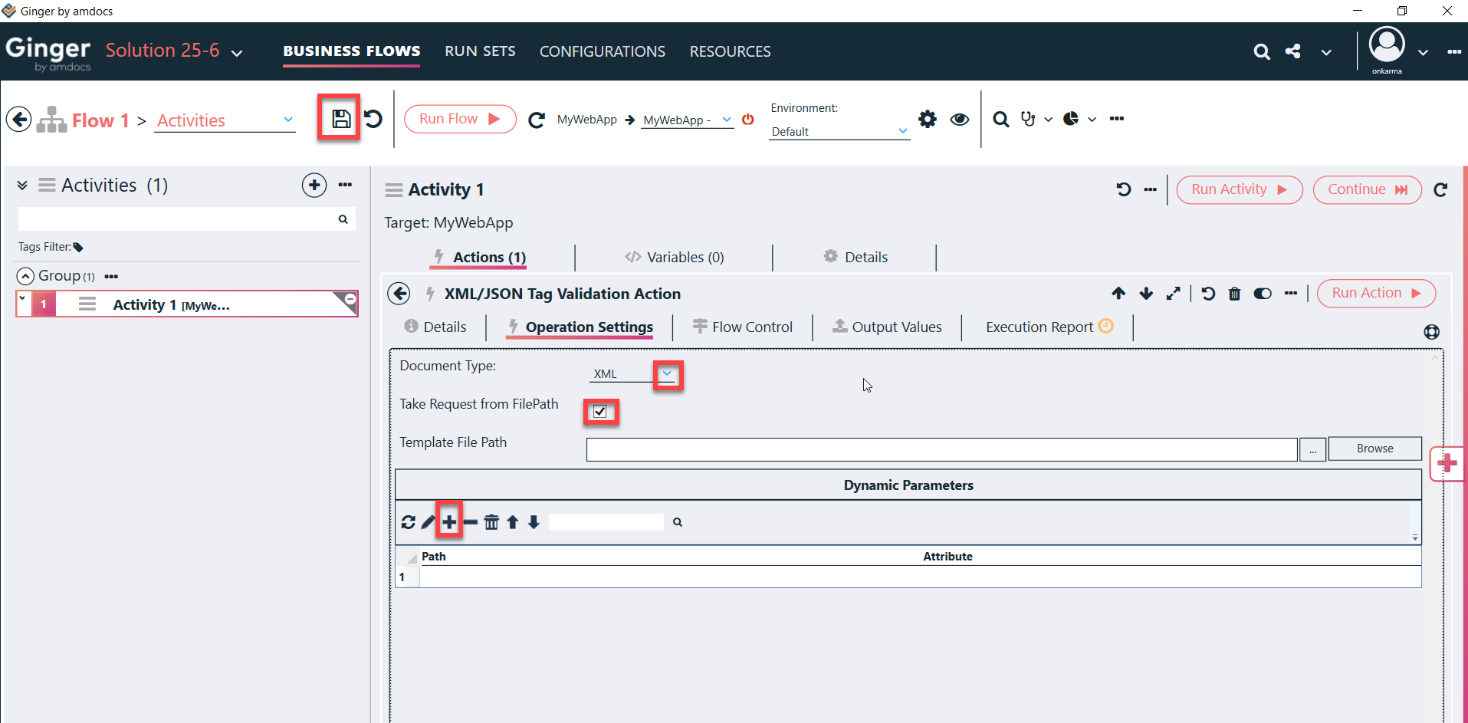 Ginger by amdocs
Ginger by amdocs Solution 25-6 BUSINESS FLOWS RUN SETS CONFIGURATIONS RESOURCES onkarma
Flow 1 > Activities Run Flow MyWebApp MyWebApp - Environment: Default
Activities (1)
Tags Filter:
Group (1)
1 Activity 1 [MyWe...
Activity 1 Run Activity Continue
Target: MyWebApp
Actions (1) Variables (0) Details
XML/JSON Tag Validation Action Run Action
Details Operation Settings Flow Control Output Values Execution Report
Document Type: XML
Take Request from FilePath
Template File Path ... Browse
Dynamic Parameters
Path Attribute
1